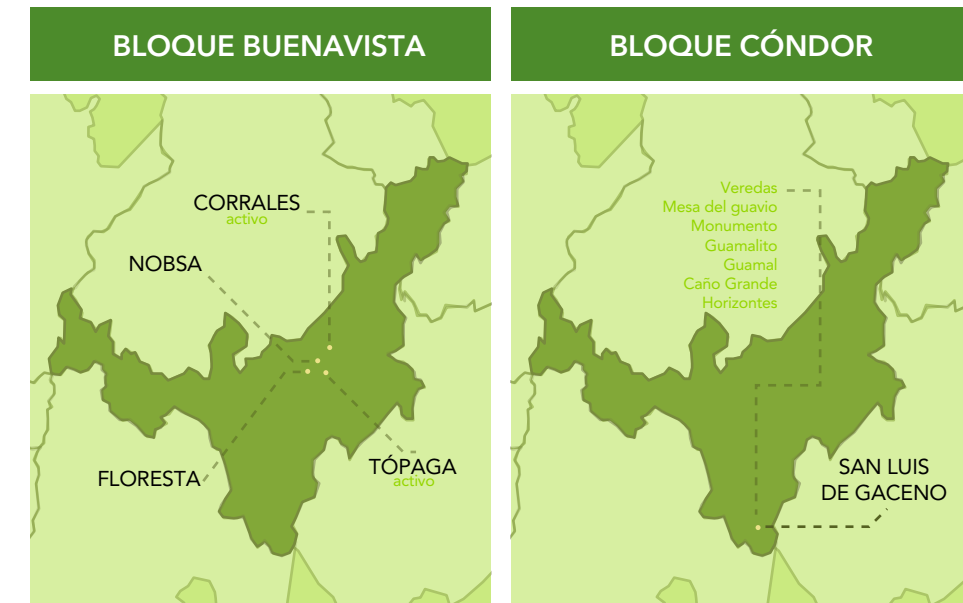 BLOQUE BUENAVISTA
CORRALES
activo
NOBSA
FLORESTA
TÓPAGA
activo
BLOQUE CÓNDOR
Veredas
Mesa del guavio
Monumento
Guamalito
Guamal
Caño Grande
Horizontes
SAN LUIS
DE GACENO